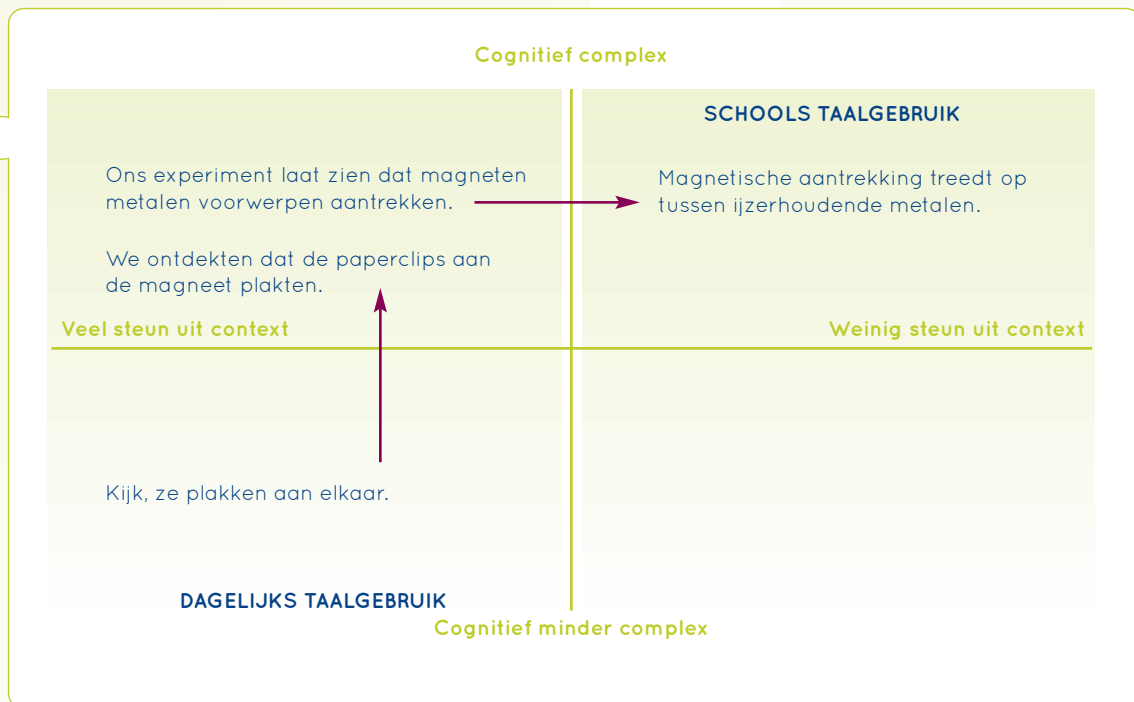 Cognitief complex
SCHOOLS TAALGEBRUIK
Ons experiment laat zien dat magneten
metalen voorwerpen aantrekken.
Magnetische aantrekking treedt op
tussen ijzerhoudende metalen.
We ontdekten dat de paperclips aan
de magneet plakten.
Veel steun uit context
Weinig steun uit context
Kijk, ze plakken aan elkaar.
DAGELIJKS TAALGEBRUIK
Cognitief minder complex